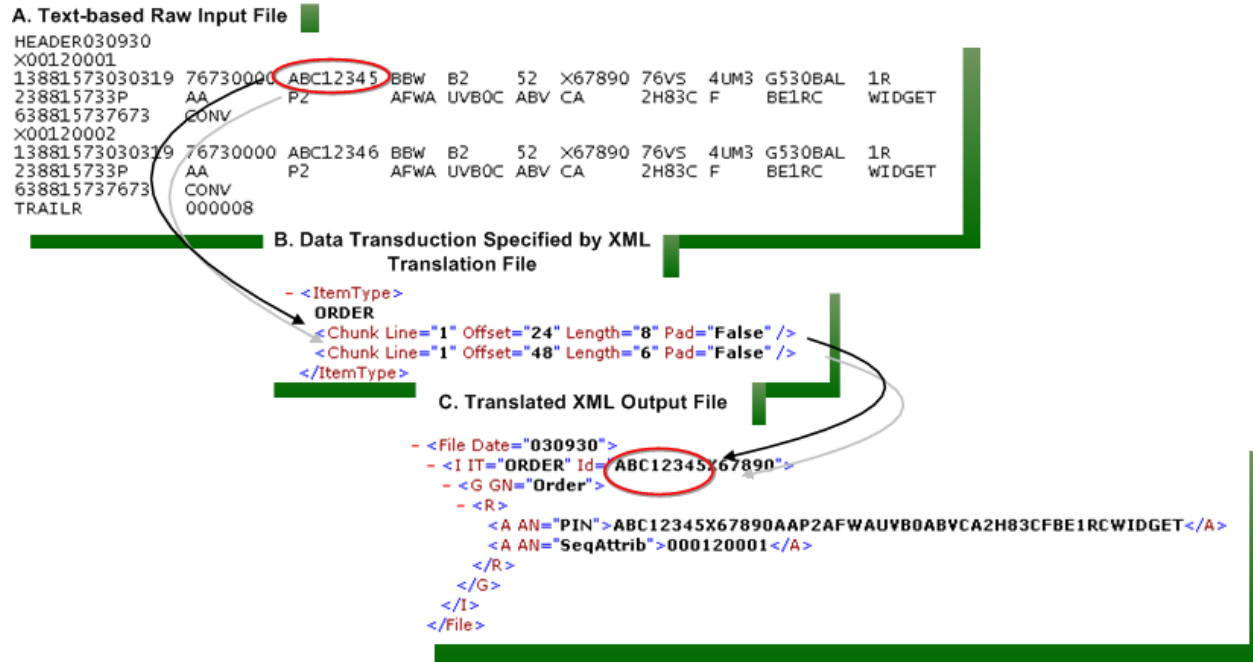 A. Text-based Raw Input File
HEADER030930
X00120001
13881573030319 76730000 ABC12345 BBW B2 52 X67890 76VS 4UM3 G530BAL 1R
238815733P AA P2 AFWA UVB0C ABV CA 2H83C F BE1RC WIDGET
638815737673 CONV
X00120002
13881573030319 76730000 ABC12346 BBW B2 52 X67890 76VS 4UM3 G530BAL 1R
238815733P AA P2 AFWA UVB0C ABV CA 2H83C F BE1RC WIDGET
638815737673 CONV
TRAILR 000008
B. Data Transduction Specified by XML
Translation File
- <ItemType>
ORDER
<Chunk Line="1" Offset="24" Length="8" Pad="False" />
<Chunk Line="1" Offset="48" Length="6" Pad="False" />
</ItemType>
C. Translated XML Output File
- <File Date="030930">
- <I IT="ORDER" Id="ABC12345X67890">
- <G GN="Order">
- <R>
<A AN="PIN">ABC12345X67890AAP2AFWAUVB0ABVCA2H83CFBE1RCWIDGET</A>
<A AN="SeqAttrib">000120001</A>
</R>
</G>
</I>
</File>